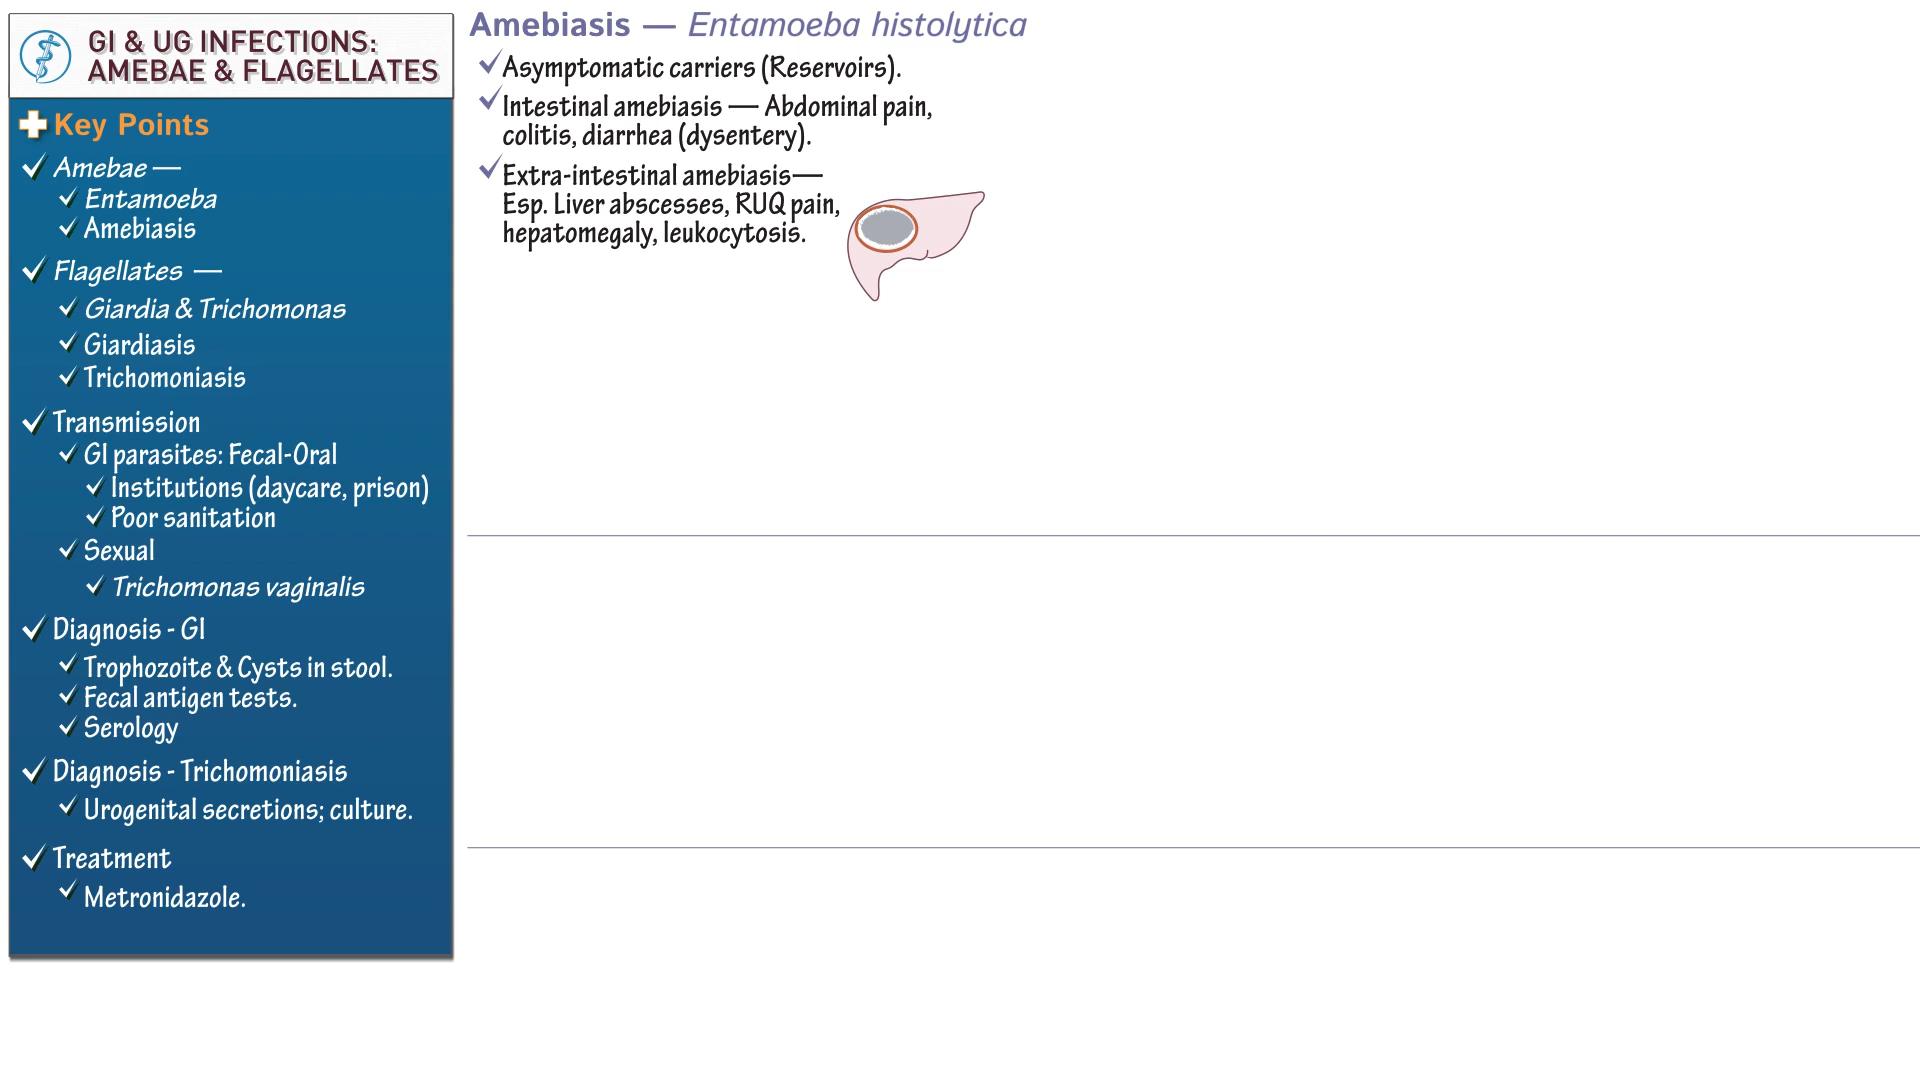 GI & UG INFECTIONS:
AMEBAE & FLAGELLATES
Key Points
Amebae —
Entamoeba
Amebiasis
Flagellates —
Giardia & Trichomonas
Giardiasis
Trichomoniasis
Transmission
GI parasites: Fecal-Oral
Institutions (daycare, prison)
Poor sanitation
Sexual
Trichomonas vaginalis
Diagnosis - GI
Trophozoite & Cysts in stool.
Fecal antigen tests.
Serology
Diagnosis - Trichomoniasis
Urogenital secretions; culture.
Treatment
Metronidazole.
Amebiasis — Entamoeba histolytica
Asymptomatic carriers (Reservoirs).
Intestinal amebiasis — Abdominal pain,
colitis, diarrhea (dysentery).
Extra-intestinal amebiasis—
Esp. Liver abscesses, RUQ pain,
hepatomegaly, leukocytosis.